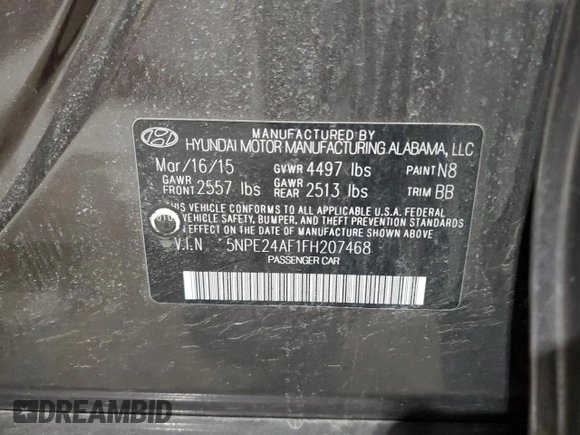 MANUFACTURED BY
HYUNDAI MOTOR MANUFACTURING ALABAMA, LLC
Mar/16/15 GVWR 4497 lbs PAINT N8
GAWR FRONT 2557 lbs GAWR REAR 2513 lbs TRIM BB
THIS VEHICLE CONFORMS TO ALL APPLICABLE U.S.A. FEDERAL
VEHICLE SAFETY, BUMPER, AND THEFT PREVENTION STANDARDS
EFFECT ON THE DATE OF MANUFACTURE SHOWN ABOVE.
V.I.N 5NPE24AF1FH207468
PASSENGER CAR
DREAMBID